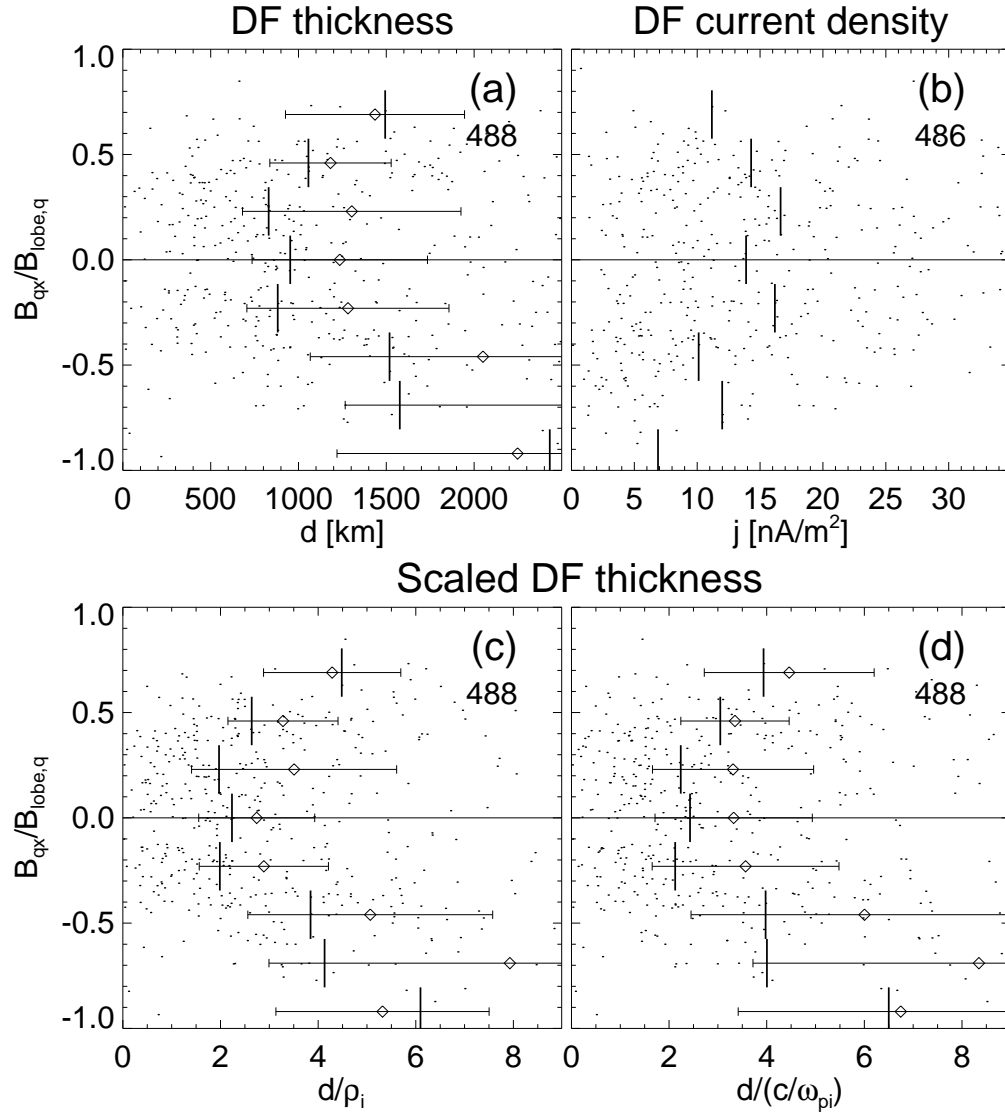 DF thickness
DF current density
(a)
488
(b)
486
1.0
0.5
0.0
-0.5
-1.0
B_qx/B_lobe,q
0 500 1000 1500 2000
d [km]
0 5 10 15 20 25 30
j [nA/m²]
Scaled DF thickness
(c)
488
(d)
488
1.0
0.5
0.0
-0.5
-1.0
B_qx/B_lobe,q
0 2 4 6 8
d/ρ_i
0 2 4 6 8
d/(c/ω_pi)